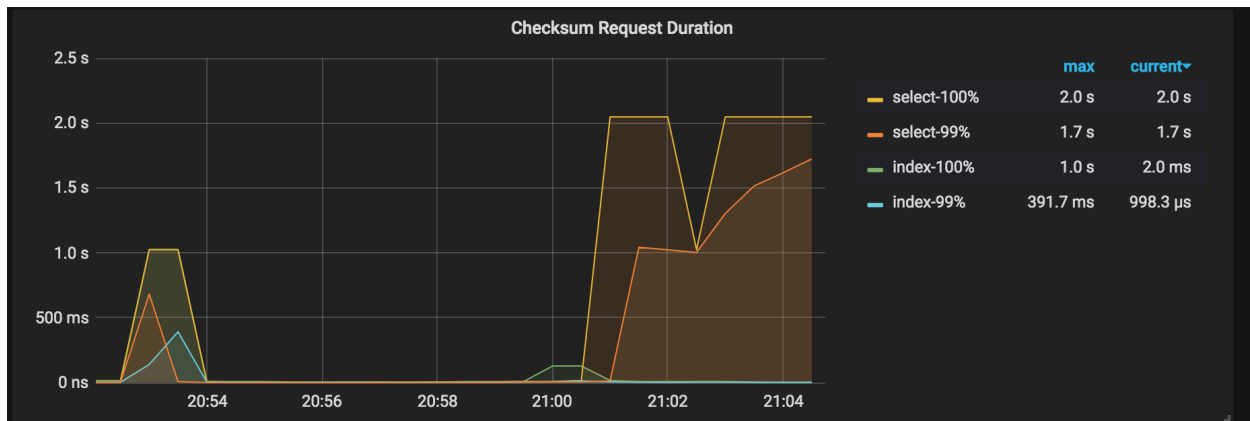 Checksum Request Duration
2.5 s
2.0 s
1.5 s
1.0 s
500 ms
0 ns
20:54 20:56 20:58 21:00 21:02 21:04
max current
select-100% 2.0 s 2.0 s
select-99% 1.7 s 1.7 s
index-100% 1.0 s 2.0 ms
index-99% 391.7 ms 998.3 µs